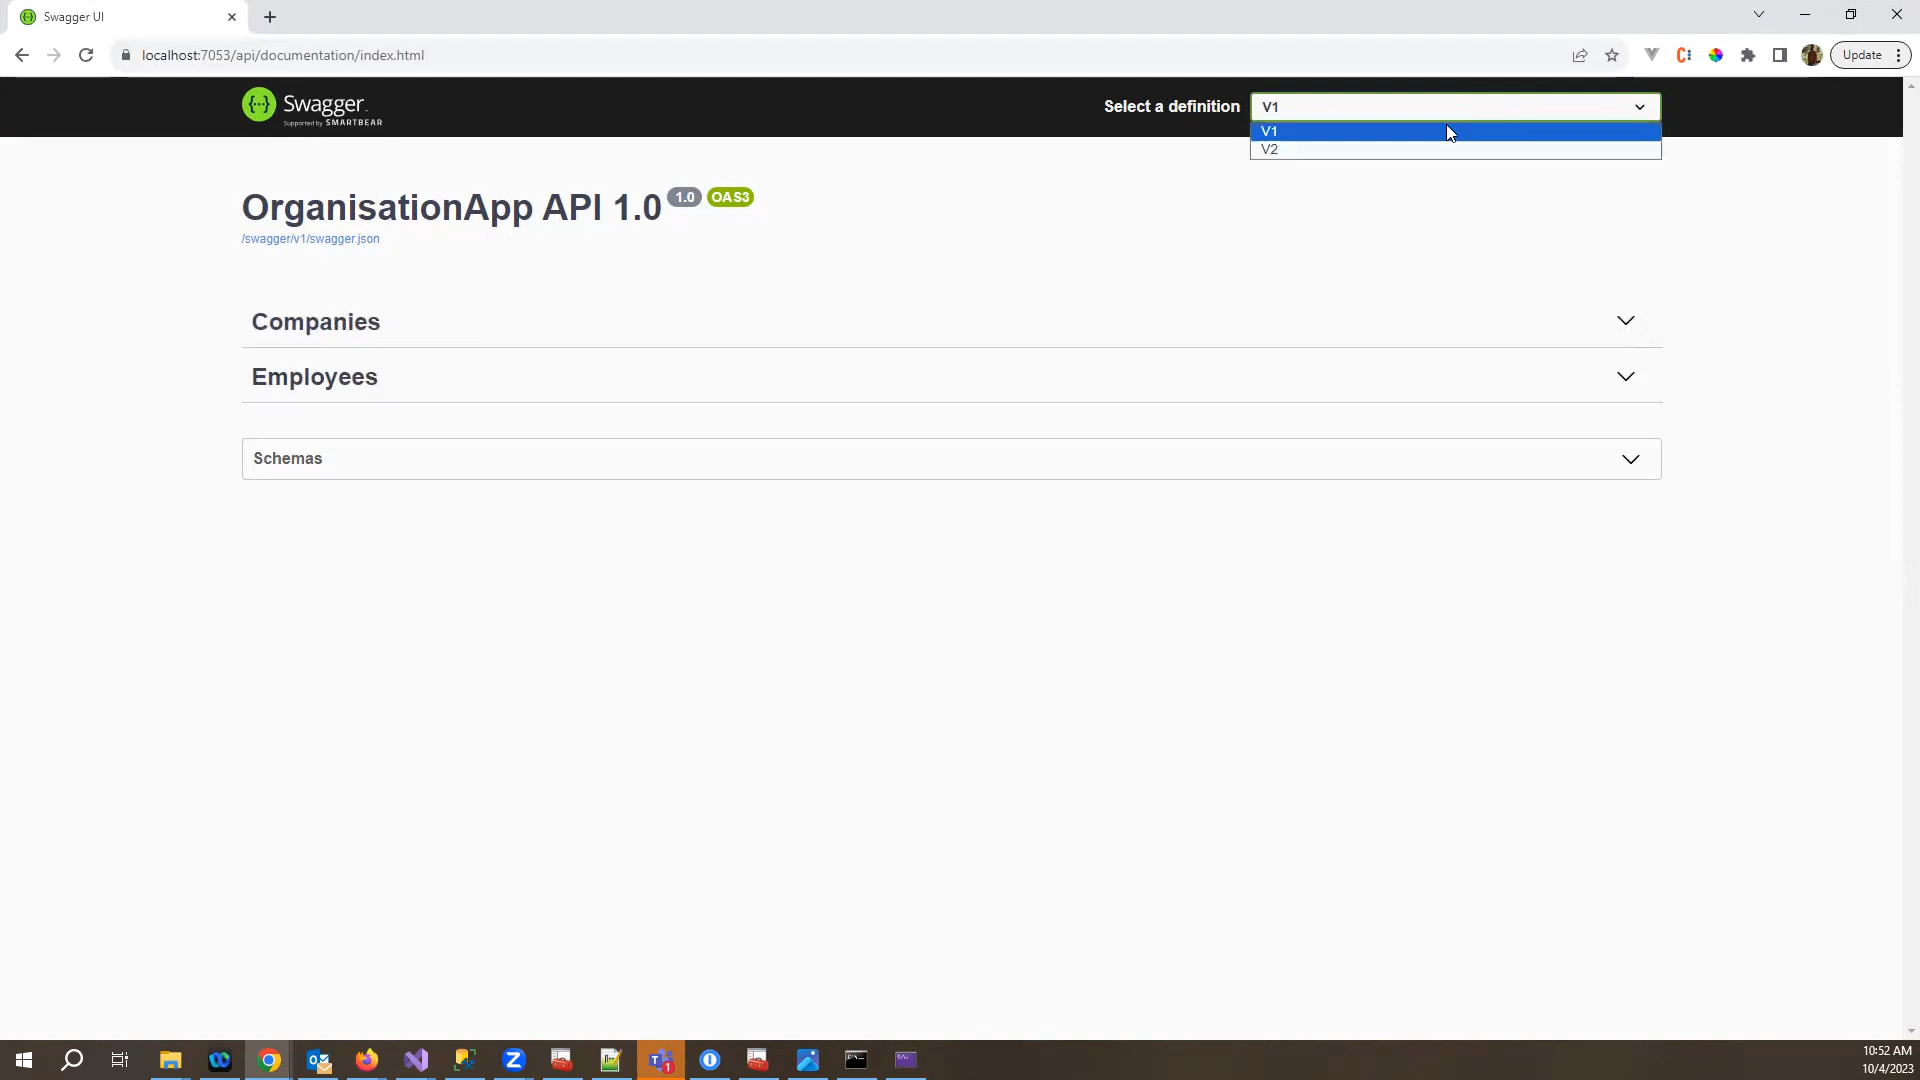 Swagger UI
localhost:7053/api/documentation/index.html
Update
Swagger
Supported by SMARTBEAR
Select a definition
V1
V1
V2
OrganisationApp API 1.0
1.0
OAS3
/swagger/v1/swagger.json
Companies
Employees
Schemas
10:52 AM
10/4/2023